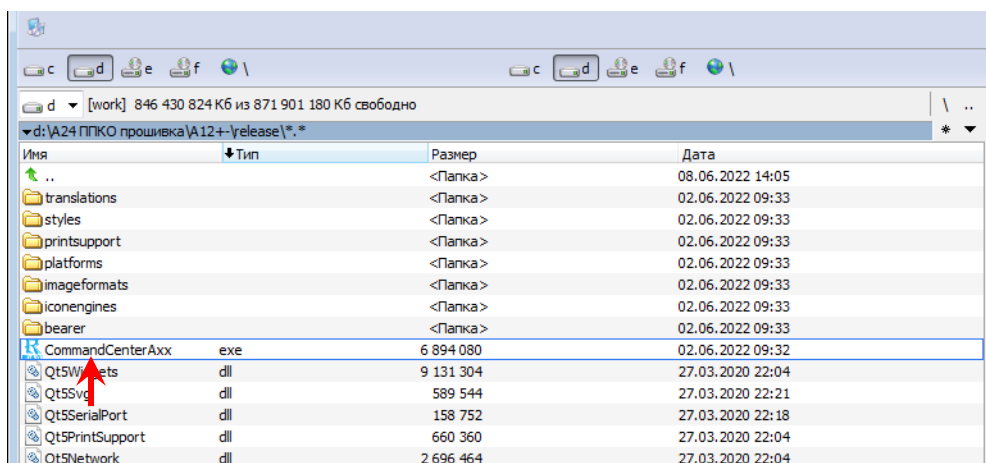 c d e f \ c d e f \
d [work] 846 430 824 Кб из 871 901 180 Кб свободно \ ..
d:\A24 ППКО прошивка\A12+-\release\*.* *
Имя Тип Размер Дата
.. <Папка> 08.06.2022 14:05
translations <Папка> 02.06.2022 09:33
styles <Папка> 02.06.2022 09:33
printsupport <Папка> 02.06.2022 09:33
platforms <Папка> 02.06.2022 09:33
imageformats <Папка> 02.06.2022 09:33
iconengines <Папка> 02.06.2022 09:33
bearer <Папка> 02.06.2022 09:33
CommandCenterAxx exe 6 894 080 02.06.2022 09:32
Qt5Widgets dll 9 131 304 27.03.2020 22:04
Qt5Svg dll 589 544 27.03.2020 22:21
Qt5SerialPort dll 158 752 27.03.2020 22:18
Qt5PrintSupport dll 660 360 27.03.2020 22:04
Qt5Network dll 2 696 464 27.03.2020 22:04